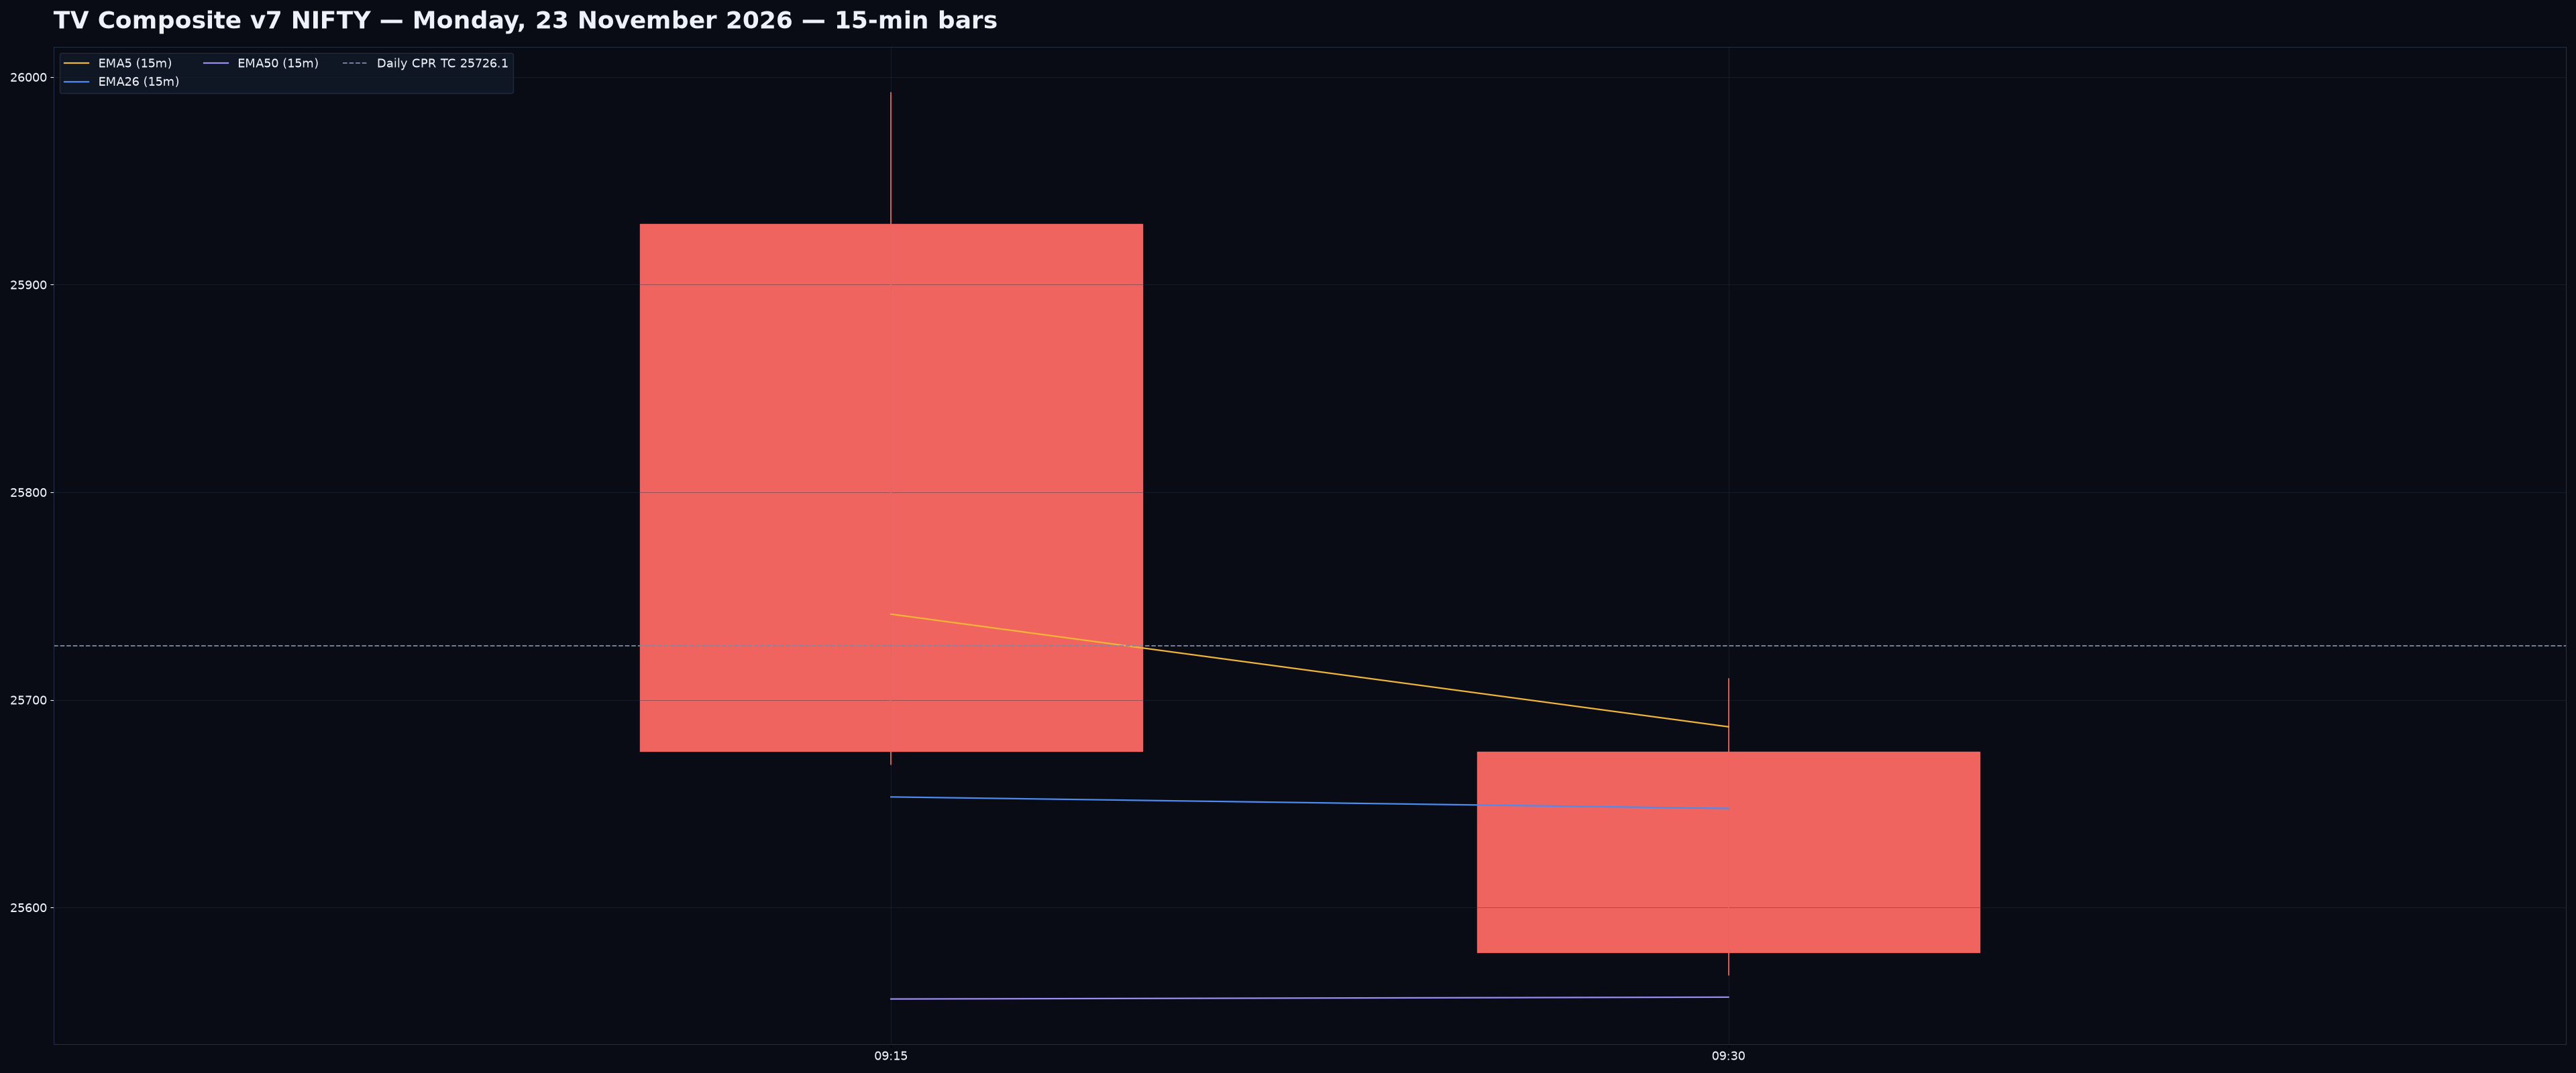 TV Composite v7 NIFTY — Monday, 23 November 2026 — 15-min bars
EMA5 (15m) EMA50 (15m) Daily CPR TC 25726.1
EMA26 (15m)
26000
25900
25800
25700
25600
09:15 09:30